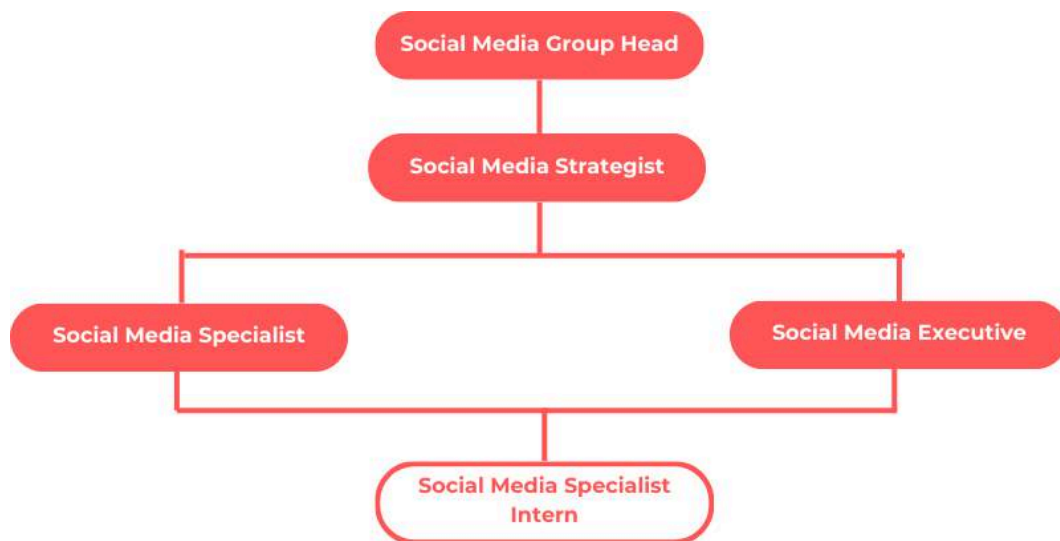 Social Media Group Head
Social Media Strategist
Social Media Specialist
Social Media Executive
Social Media Specialist
Intern